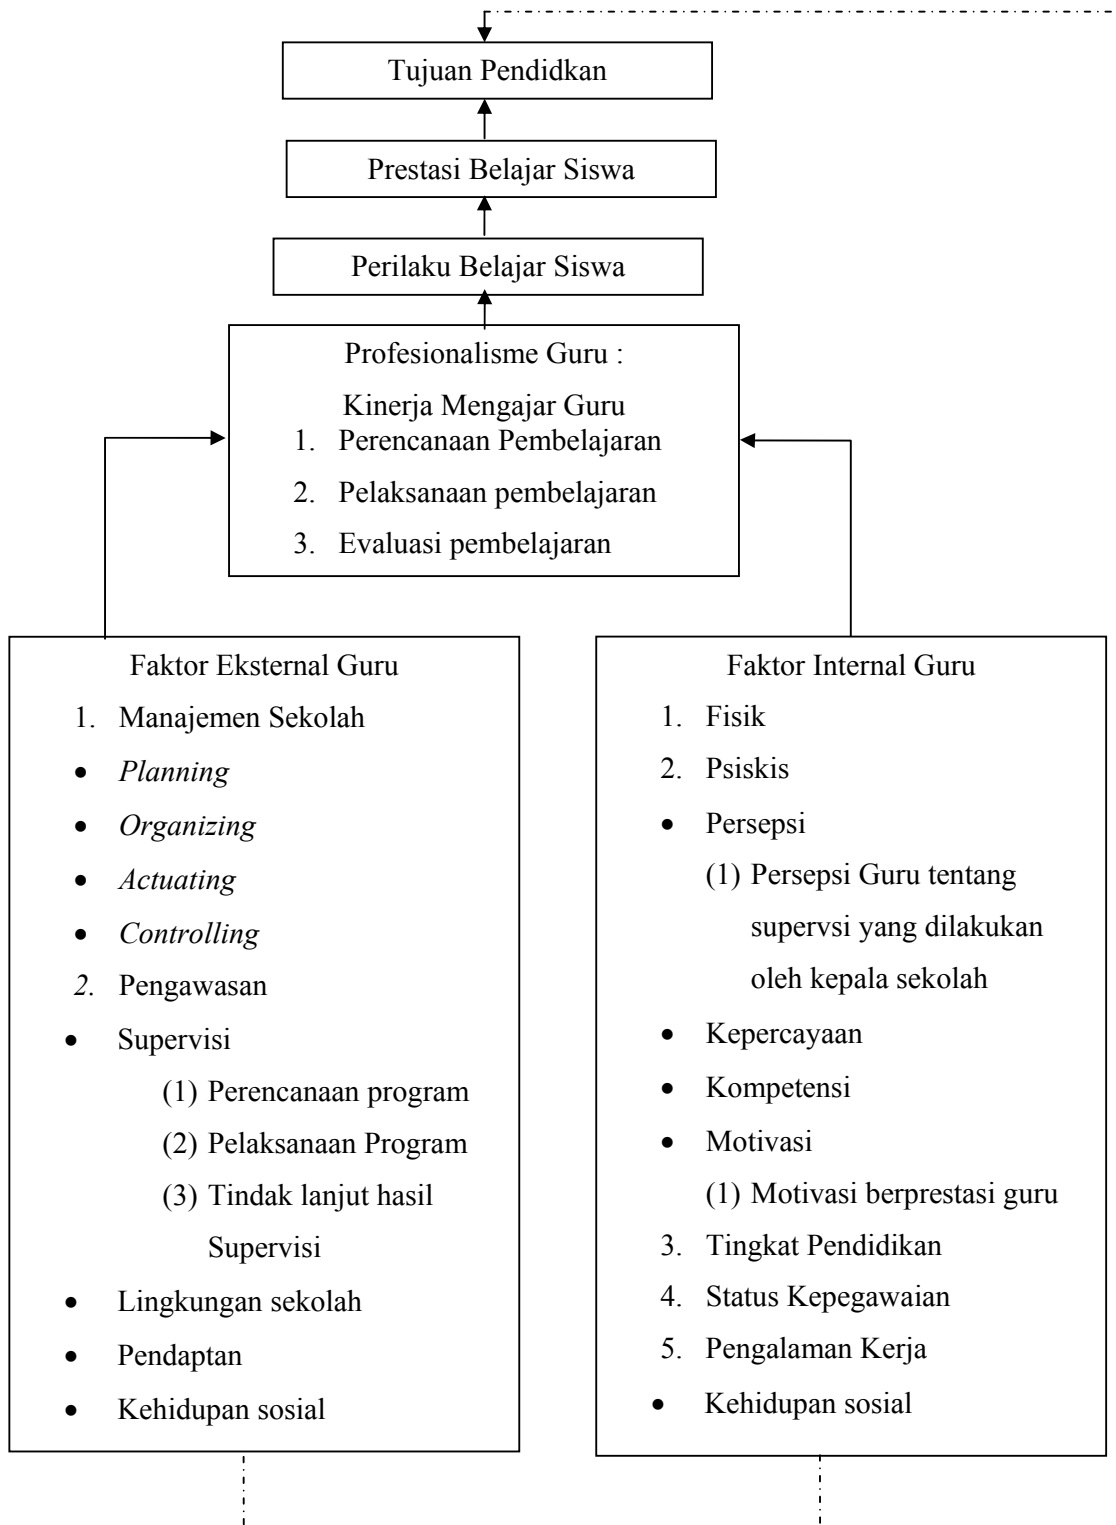 Tujuan Pendidkan
Prestasi Belajar Siswa
Perilaku Belajar Siswa
Profesionalisme Guru :
Kinerja Mengajar Guru
1. Perencanaan Pembelajaran
2. Pelaksanaan pembelajaran
3. Evaluasi pembelajaran
Faktor Eksternal Guru
1. Manajemen Sekolah
• Planning
• Organizing
• Actuating
• Controlling
2. Pengawasan
• Supervisi
(1) Perencanaan program
(2) Pelaksanaan Program
(3) Tindak lanjut hasil
Supervisi
• Lingkungan sekolah
• Pendaptan
• Kehidupan sosial
Faktor Internal Guru
1. Fisik
2. Psiskis
• Persepsi
(1) Persepsi Guru tentang
supervsi yang dilakukan
oleh kepala sekolah
• Kepercayaan
• Kompetensi
• Motivasi
(1) Motivasi berprestasi guru
3. Tingkat Pendidikan
4. Status Kepegawaian
5. Pengalaman Kerja
• Kehidupan sosial